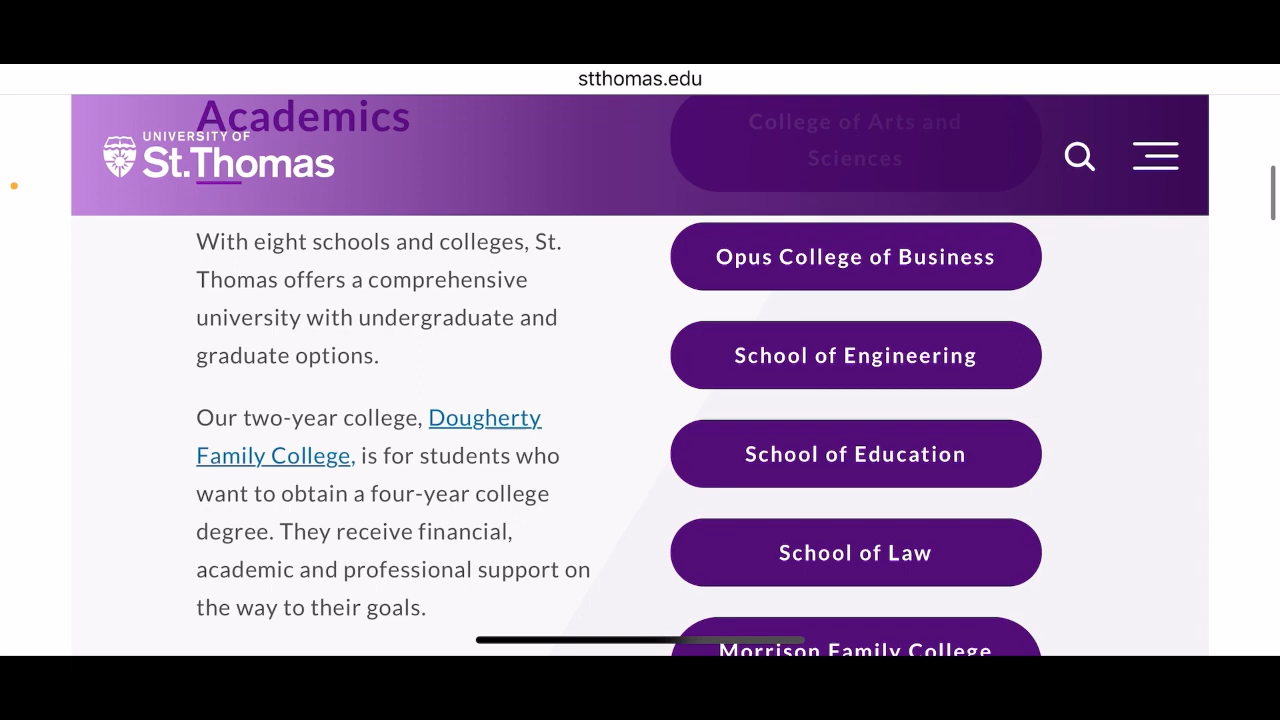 stthomas.edu
Academics
UNIVERSITY OF
St.Thomas
With eight schools and colleges, St.
Thomas offers a comprehensive
university with undergraduate and
graduate options.
Our two-year college, Dougherty
Family College, is for students who
want to obtain a four-year college
degree. They receive financial,
academic and professional support on
the way to their goals.
College of Arts and
Sciences
Opus College of Business
School of Engineering
School of Education
School of Law
Morrison Family College